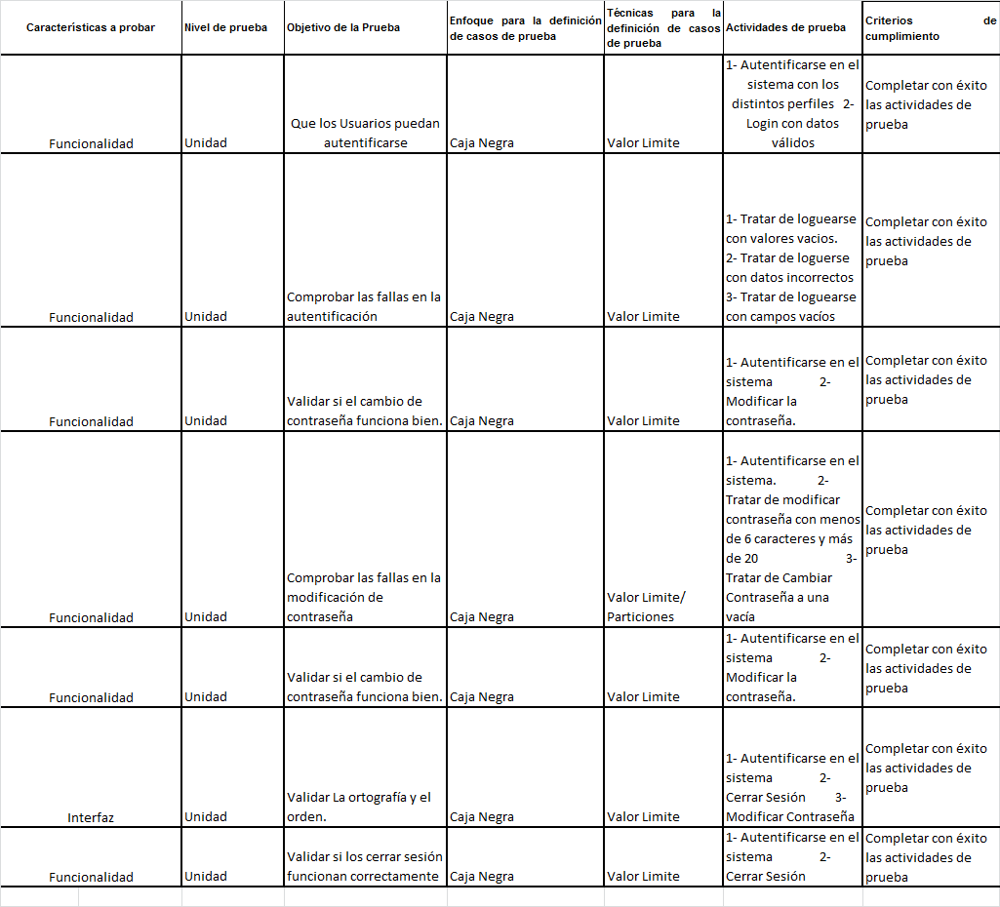 Características a probar
Nivel de prueba
Objetivo de la Prueba
Enfoque para la definición
de casos de prueba
Técnicas para la
definición de casos
de prueba
Actividades de prueba
Criterios de
cumplimiento
Funcionalidad
Unidad
Que los Usuarios puedan
autentificarse
Caja Negra
Valor Limite
1- Autentificarse en el
sistema con los
distintos perfiles 2-
Login con datos
válidos
Completar con éxito
las actividades de
prueba
Funcionalidad
Unidad
Comprobar las fallas en la
autentificación
Caja Negra
Valor Limite
1- Tratar de loguearse
con valores vacios.
2- Tratar de loguerse
con datos incorrectos
3- Tratar de loguearse
con campos vacíos
Completar con éxito
las actividades de
prueba
Funcionalidad
Unidad
Validar si el cambio de
contraseña funciona bien.
Caja Negra
Valor Limite
1- Autentificarse en el
sistema 2-
Modificar la
contraseña.
Completar con éxito
las actividades de
prueba
Funcionalidad
Unidad
Comprobar las fallas en la
modificación de
contraseña
Caja Negra
Valor Limite/
Particiones
1- Autentificarse en el
sistema. 2-
Tratar de modificar
contraseña con menos
de 6 caracteres y más
de 20 3-
Tratar de Cambiar
Contraseña a una
vacía
Completar con éxito
las actividades de
prueba
Funcionalidad
Unidad
Validar si el cambio de
contraseña funciona bien.
Caja Negra
Valor Limite
1- Autentificarse en el
sistema 2-
Modificar la
contraseña.
Completar con éxito
las actividades de
prueba
Interfaz
Unidad
Validar La ortografía y el
orden.
Caja Negra
Valor Limite
1- Autentificarse en el
sistema 2-
Cerrar Sesión 3-
Modificar Contraseña
Completar con éxito
las actividades de
prueba
Funcionalidad
Unidad
Validar si los cerrar sesión
funcionan correctamente
Caja Negra
Valor Limite
1- Autentificarse en el
sistema 2-
Cerrar Sesión
Completar con éxito
las actividades de
prueba